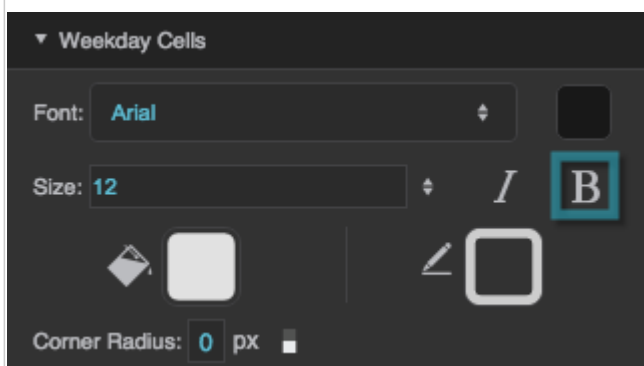 Weekday Cells
Font: Arial
Size: 12 I B
Corner Radius: 0 px